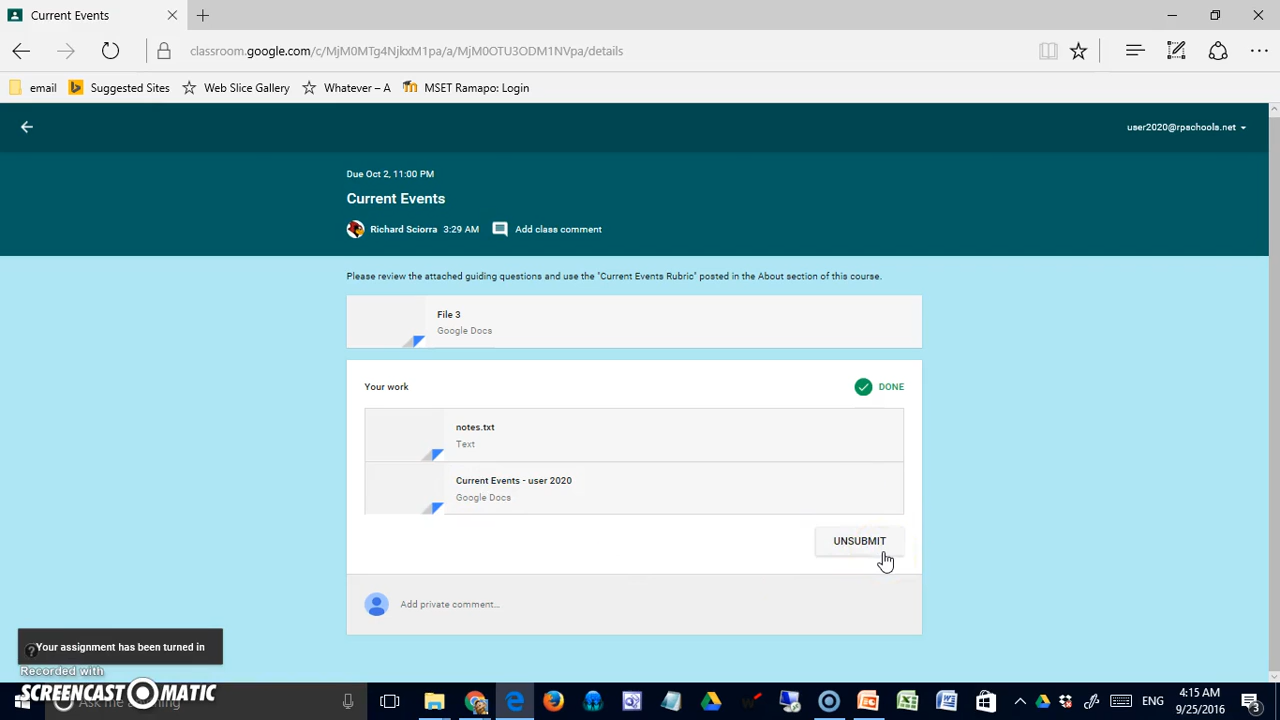 Current Events
classroom.google.com/c/MjM0MTg4NjkxM1pa/a/MjM0OTU3ODM1NVpa/details
email Suggested Sites Web Slice Gallery Whatever – A MSET Ramapo: Login
user2020@rpschools.net
Due Oct 2, 11:00 PM
Current Events
Richard Sciorra 3:29 AM Add class comment
Please review the attached guiding questions and use the "Current Events Rubric" posted in the About section of this course.
File 3
Google Docs
Your work DONE
notes.txt
Text
Current Events - user 2020
Google Docs
UNSUBMIT
Add private comment...
Your assignment has been turned in
Recorded with
SCREENCAST MATIC
Ask me anything
ENG
4:15 AM
9/25/2016
3